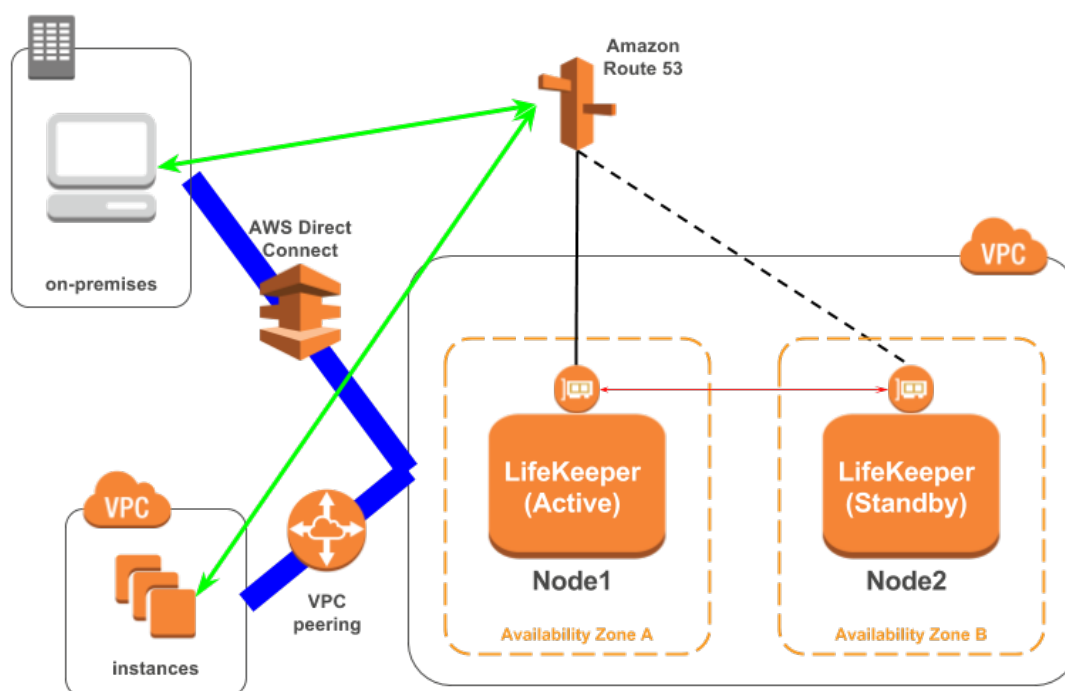 Amazon
Route 53
AWS Direct
Connect
on-premises
VPC
LifeKeeper
(Active)
Node1
Availability Zone A
LifeKeeper
(Standby)
Node2
Availability Zone B
VPC
instances
VPC
peering